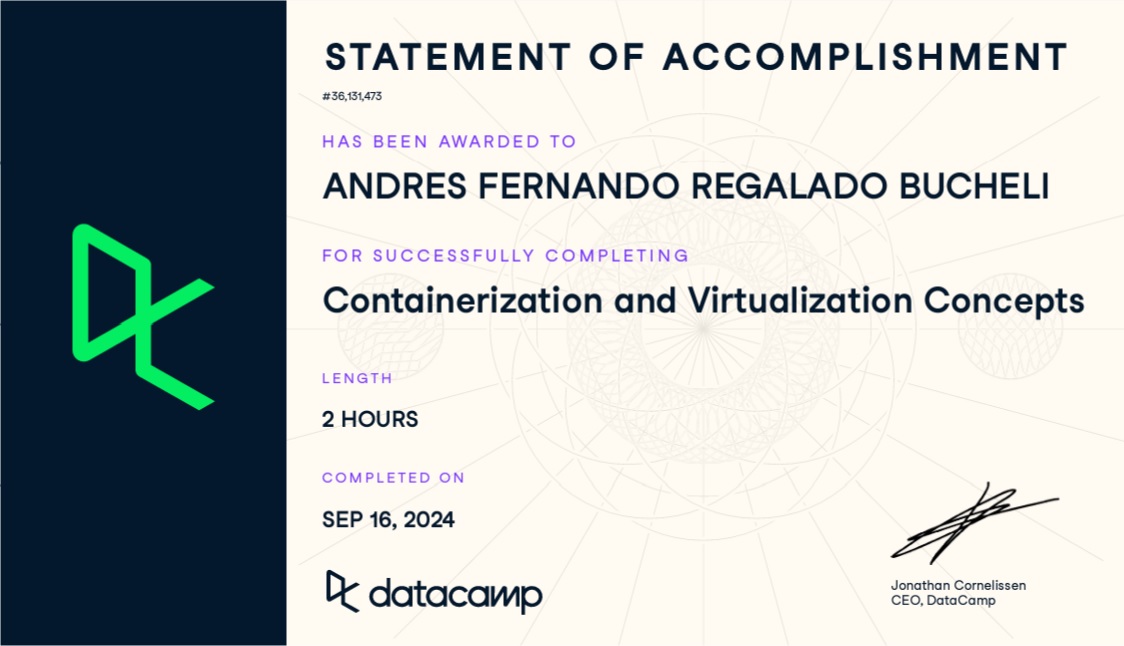 STATEMENT OF ACCOMPLISHMENT
#36,131,473
HAS BEEN AWARDED TO
ANDRES FERNANDO REGALADO BUCHELI
FOR SUCCESSFULLY COMPLETING
Containerization and Virtualization Concepts
LENGTH
2 HOURS
COMPLETED ON
SEP 16, 2024
datacamp
Jonathan Cornelissen
CEO, DataCamp